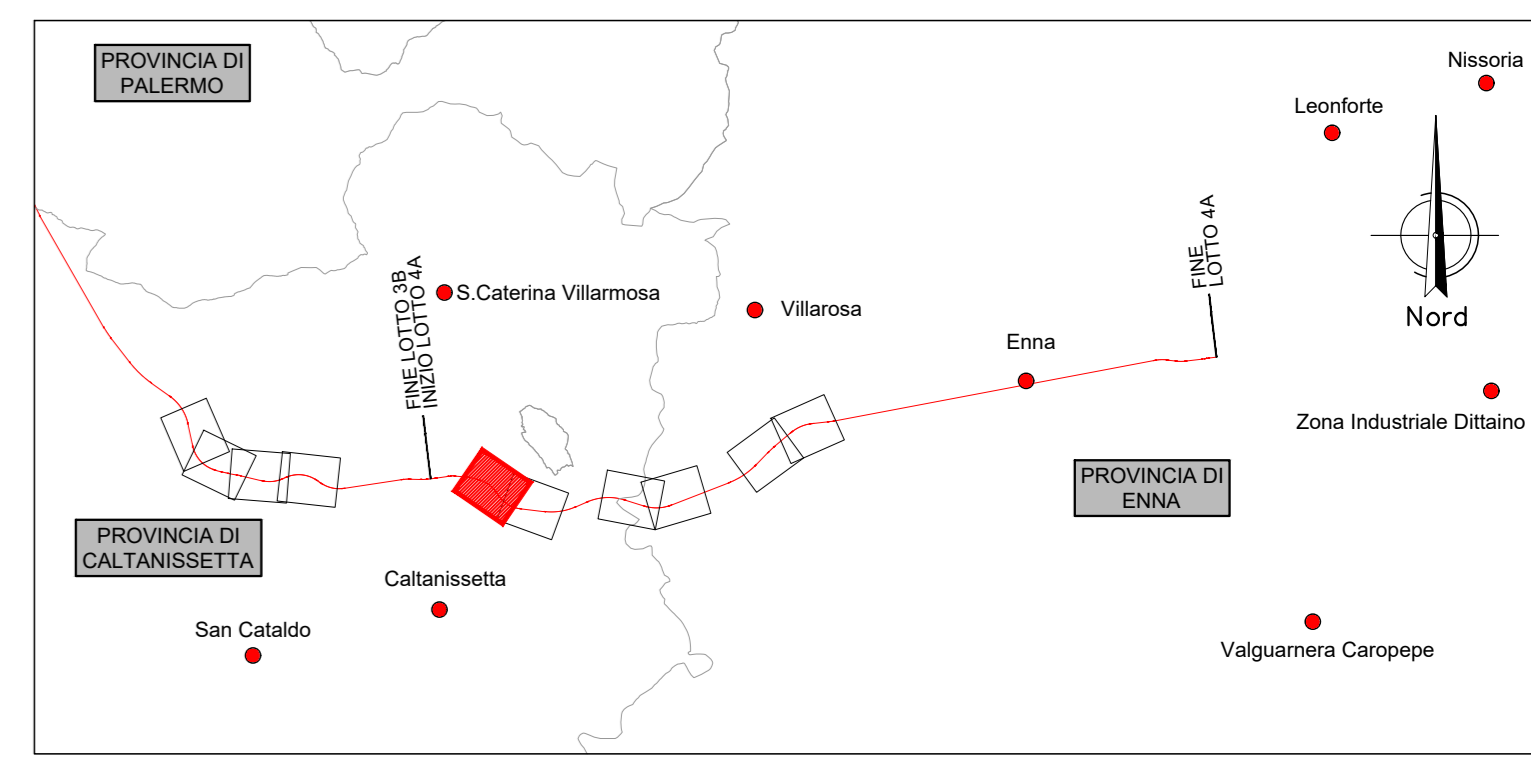 PROVINCIA DI
PALERMO
Nissoria
Leonforte
Nord
FINE
LOTTO 4A
FINE LOTTO 3B
INIZIO LOTTO 4A
S.Caterina Villarmosa
Villarosa
Enna
Zona Industriale Dittaino
PROVINCIA DI
ENNA
PROVINCIA DI
CALTANISSETTA
Caltanissetta
San Cataldo
Valguarnera Caropepe